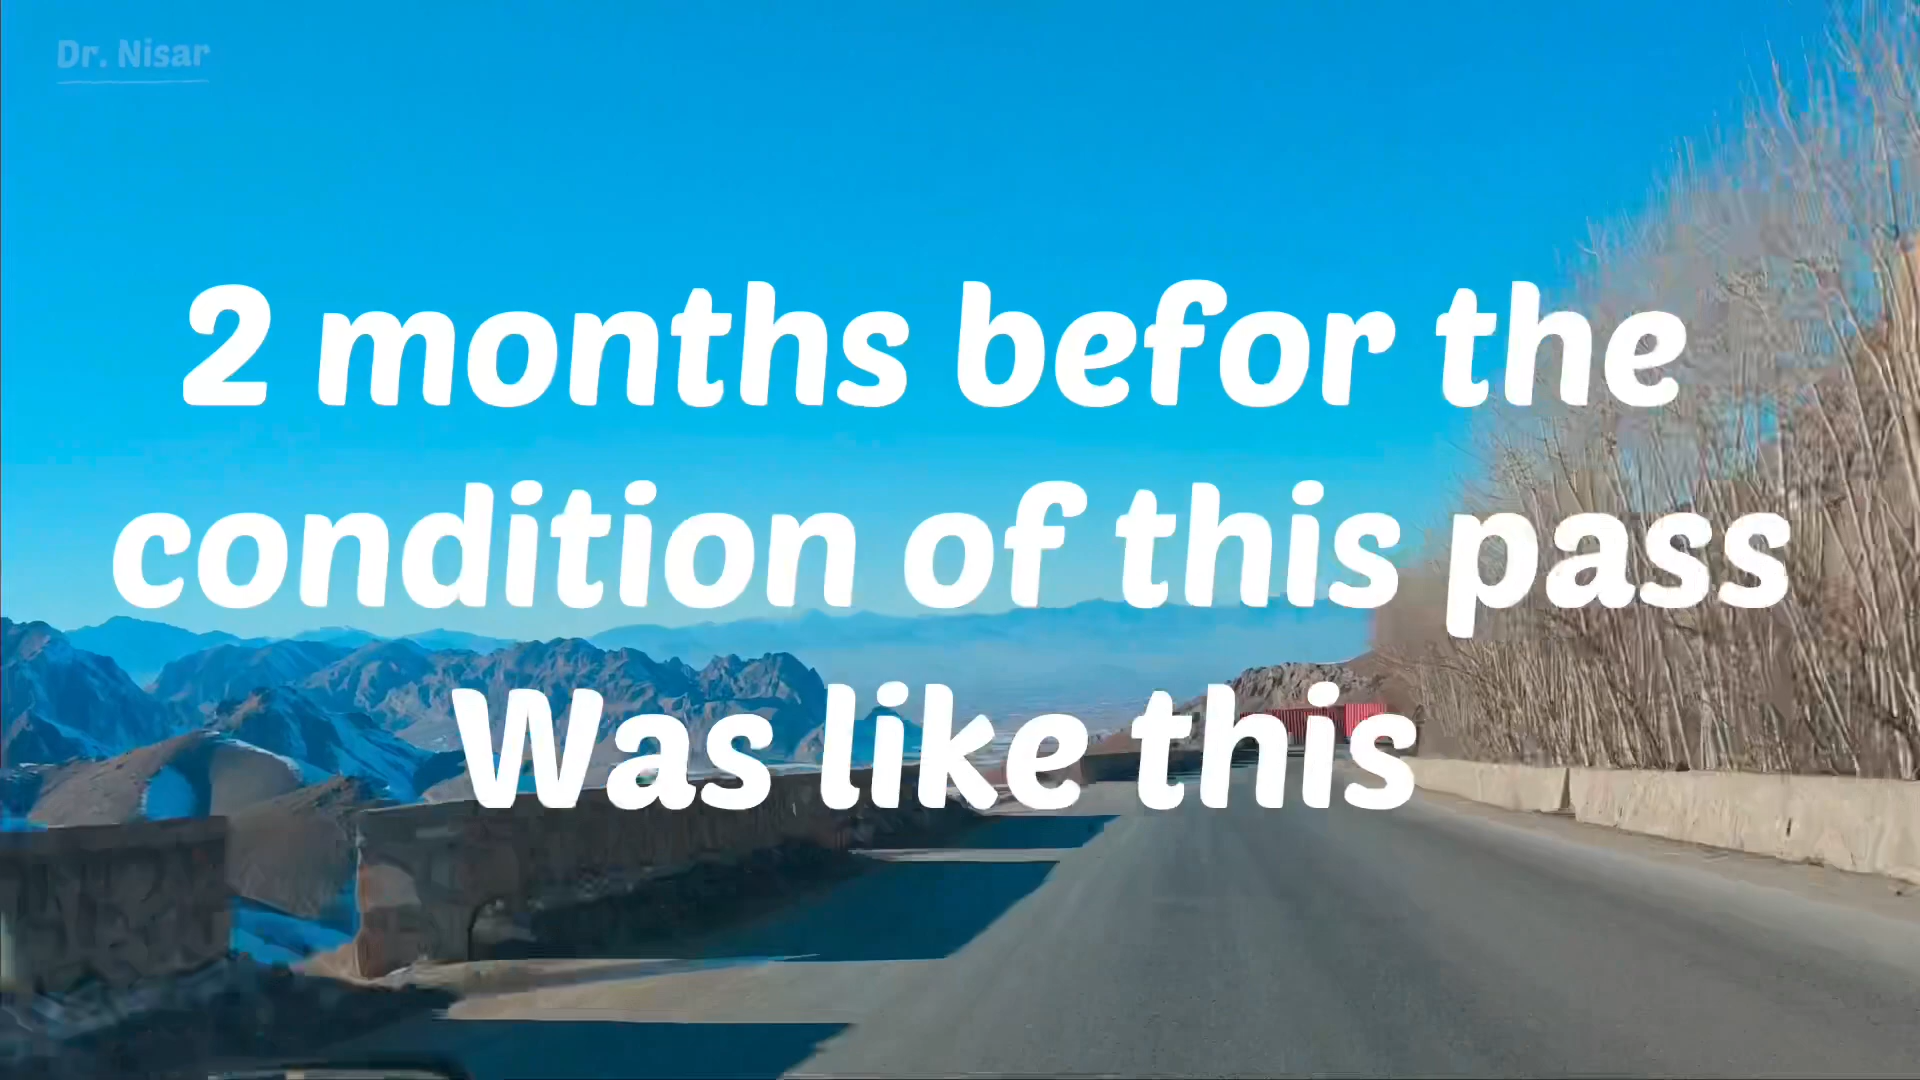 Dr. Nisar
2 months befor the
condition of this pass
Was like this